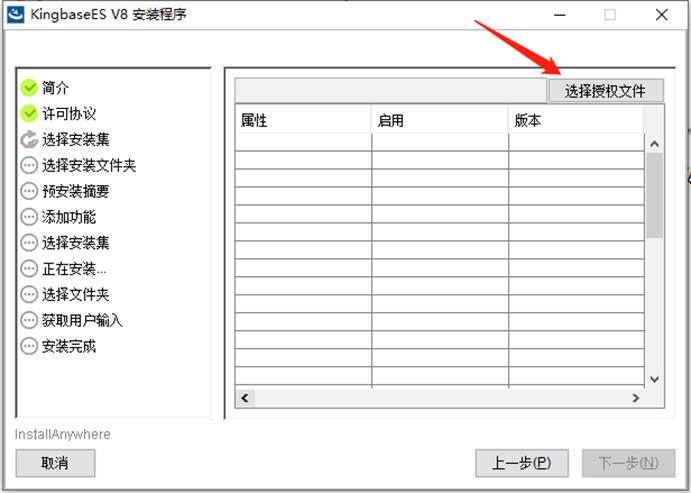 KingbaseES V8 安装程序
简介
许可协议
选择安装集
选择安装文件夹
预安装摘要
添加功能
选择安装集
正在安装...
选择文件夹
获取用户输入
安装完成
选择授权文件
属性 启用 版本
InstallAnywhere
取消 上一步(P) 下一步(N)